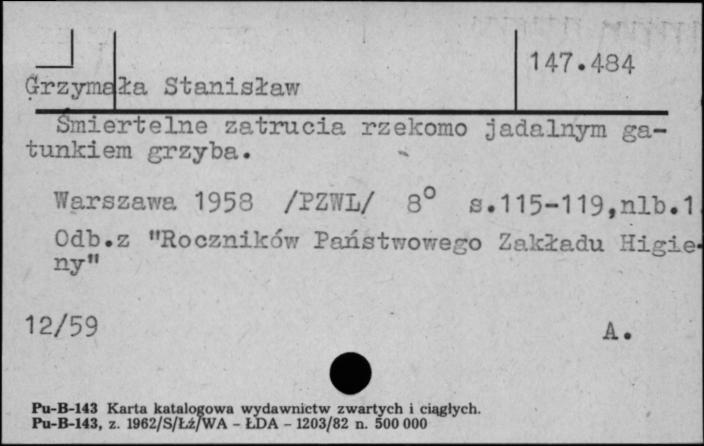 147.484
Grzymała Stanisław
Śmiertelne zatrucia rzekomo jadalnym ga-
tunkiem grzyba.
Warszawa 1958 /PZWL/ 8° s.115-119,nlb.1.
Odb.z "Roczników Państwowego Zakładu Higie-
ny"
12/59 A.
Pu-B-143 Karta katalogowa wydawnictw zwartych i ciągłych.
Pu-B-143, z. 1962/S/Łź/WA - ŁDA - 1203/82 n. 500 000